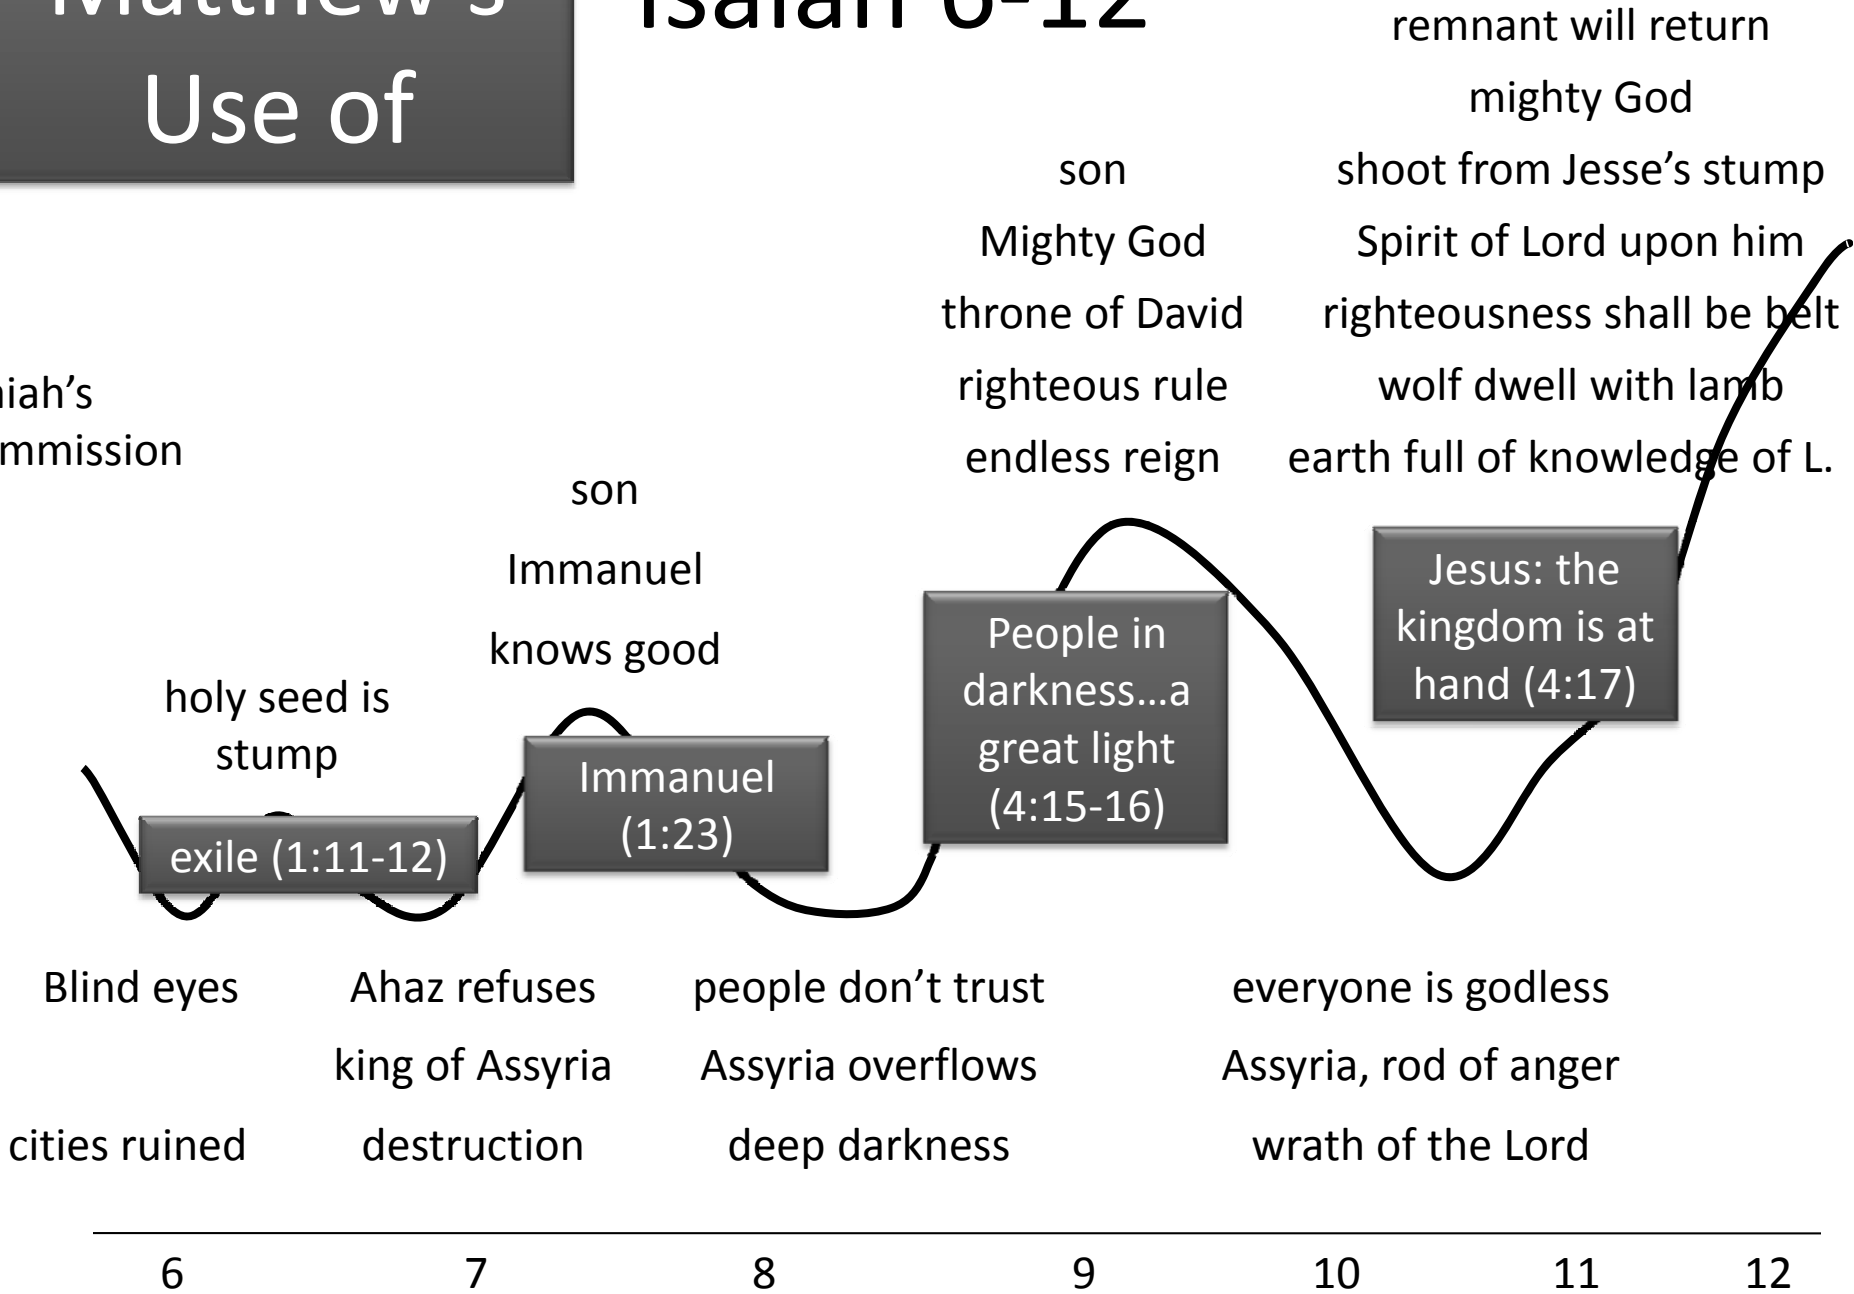 Matthew's
Use of
Isaiah 6-12
remnant will return
mighty God
shoot from Jesse's stump
Spirit of Lord upon him
righteousness shall be belt
wolf dwell with lamb
earth full of knowledge of L.
son
Mighty God
throne of David
righteous rule
endless reign
iah's
mmission
son
Immanuel
knows good
holy seed is
stump
exile (1:11-12)
Immanuel
(1:23)
People in
darkness…a
great light
(4:15-16)
Jesus: the
kingdom is at
hand (4:17)
Blind eyes
cities ruined
Ahaz refuses
king of Assyria
destruction
people don't trust
Assyria overflows
deep darkness
everyone is godless
Assyria, rod of anger
wrath of the Lord
6 7 8 9 10 11 12